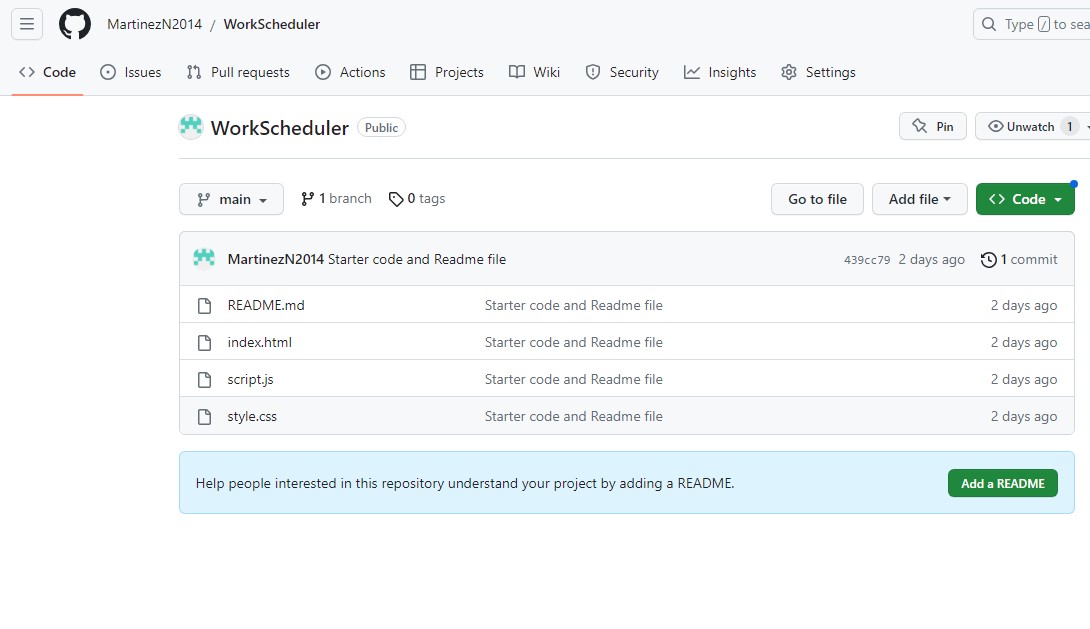 MartinezN2014 / WorkScheduler
Type / to sea
Code Issues Pull requests Actions Projects Wiki Security Insights Settings
WorkScheduler Public
Pin Unwatch 1
main 1 branch 0 tags Go to file Add file Code
MartinezN2014 Starter code and Readme file 439cc79 2 days ago 1 commit
README.md Starter code and Readme file 2 days ago
index.html Starter code and Readme file 2 days ago
script.js Starter code and Readme file 2 days ago
style.css Starter code and Readme file 2 days ago
Help people interested in this repository understand your project by adding a README. Add a README